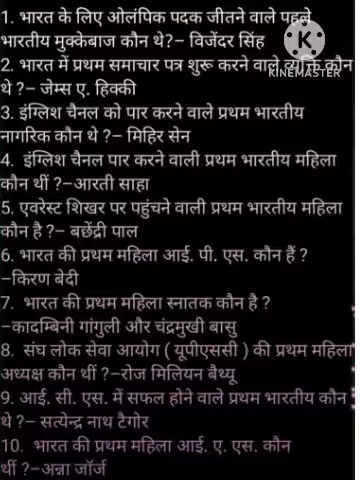 1. भारत के लिए ओलंपिक पदक जीतने वाले पहले
भारतीय मुक्केबाज कौन थे?– विजेंदर सिंह
2. भारत में प्रथम समाचार पत्र शुरू करने वाले व्यक्ति कौन
थे ?– जेम्स ए. हिक्की
3. इंग्लिश चैनल को पार करने वाले प्रथम भारतीय
नागरिक कौन थे ?– मिहिर सेन
4. इंग्लिश चैनल पार करने वाली प्रथम भारतीय महिला
कौन थीं ?–आरती साहा
5. एवरेस्ट शिखर पर पहुंचने वाली प्रथम भारतीय महिला
कौन है ?– बछेंद्री पाल
6. भारत की प्रथम महिला आई. पी. एस. कौन हैं ?
–किरण बेदी
7. भारत की प्रथम महिला स्नातक कौन है ?
–कादम्बिनी गांगुली और चंद्रमुखी बासु
8. संघ लोक सेवा आयोग ( यूपीएससी ) की प्रथम महिला
अध्यक्ष कौन थीं ?–रोज मिलियन बैथ्यू
9. आई. सी. एस. में सफल होने वाले प्रथम भारतीय कौन
थे ?– सत्येन्द्र नाथ टैगोर
10. भारत की प्रथम महिला आई. ए. एस. कौन
थीं ?–अन्ना जॉर्ज
K
KINEMASTER